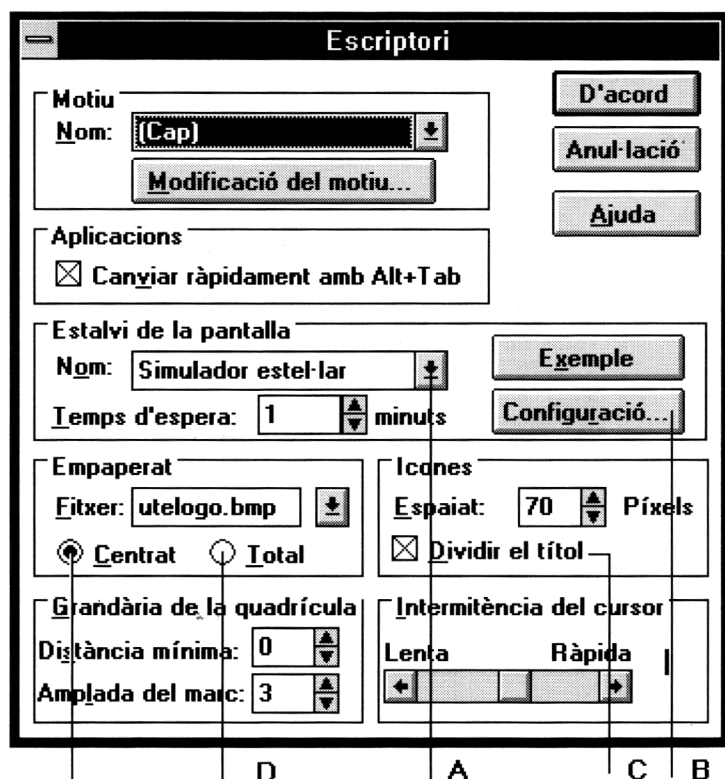 Escriptori
Motiu
Nom: (Cap)
Modificació del motiu...
D'acord
Anul·lació
Ajuda
Aplicacions
Canviar ràpidament amb Alt+Tab
Estalvi de la pantalla
Nom: Simulador estel·lar
Exemple
Temps d'espera: 1 minuts
Configuració...
Empaperat
Fitxer: utelogo.bmp
Centrat Total
Icones
Espaiat: 70 Píxels
Dividir el títol
Grandària de la quadrícula
Distància mínima: 0
Amplada del marc: 3
Intermitència del cursor
Lenta Ràpida
D A C B